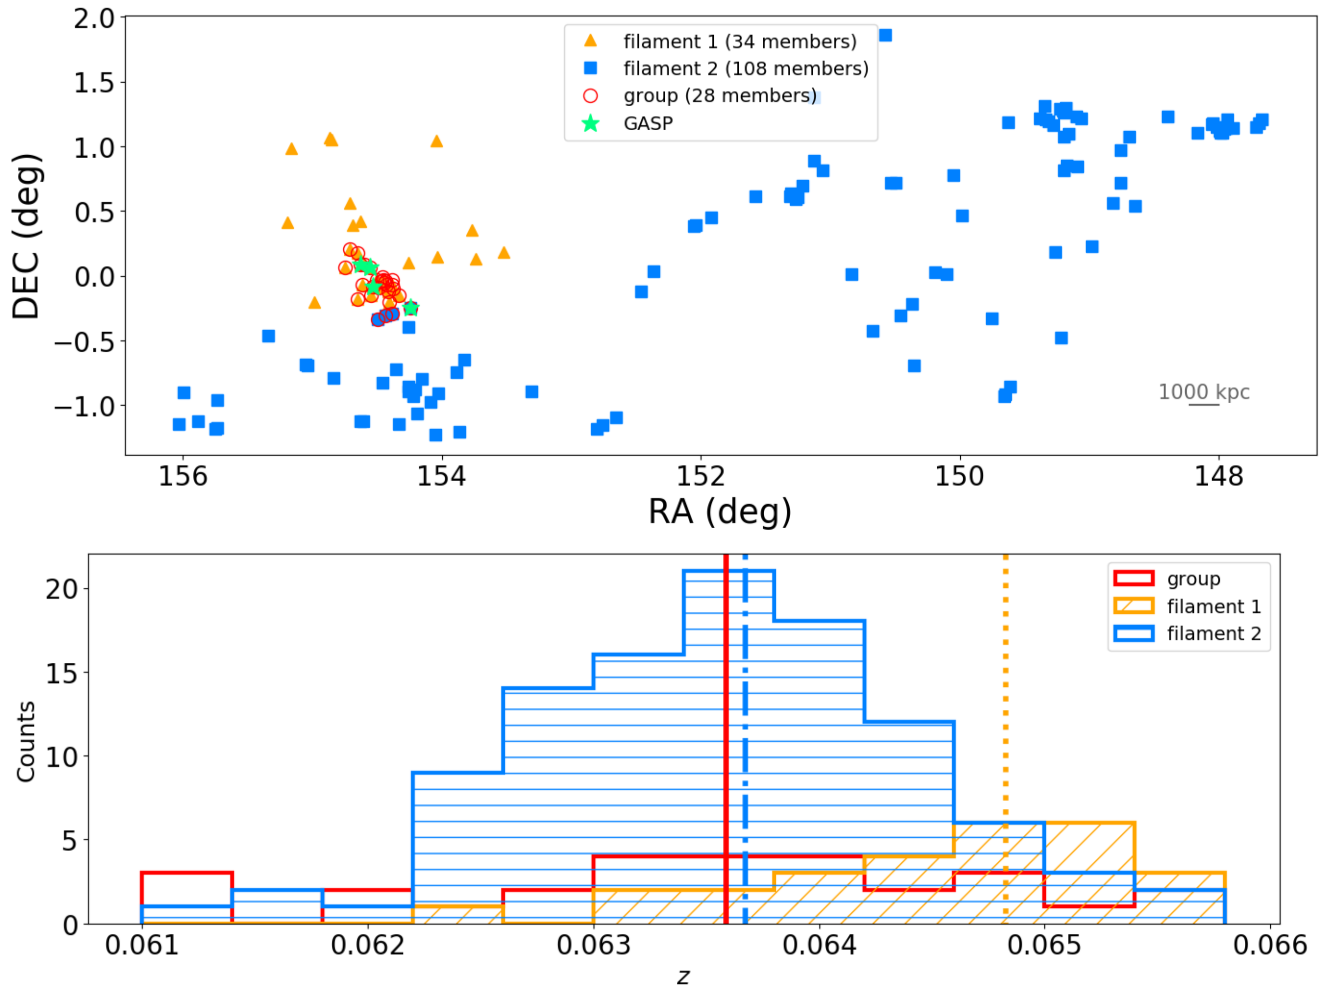 2.0
1.5
1.0
0.5
0.0
−0.5
−1.0
DEC (deg)
filament 1 (34 members)
filament 2 (108 members)
group (28 members)
GASP
1000 kpc
156 154 152 150 148
RA (deg)
20
15
10
5
0
Counts
group
filament 1
filament 2
0.061 0.062 0.063 0.064 0.065 0.066
z